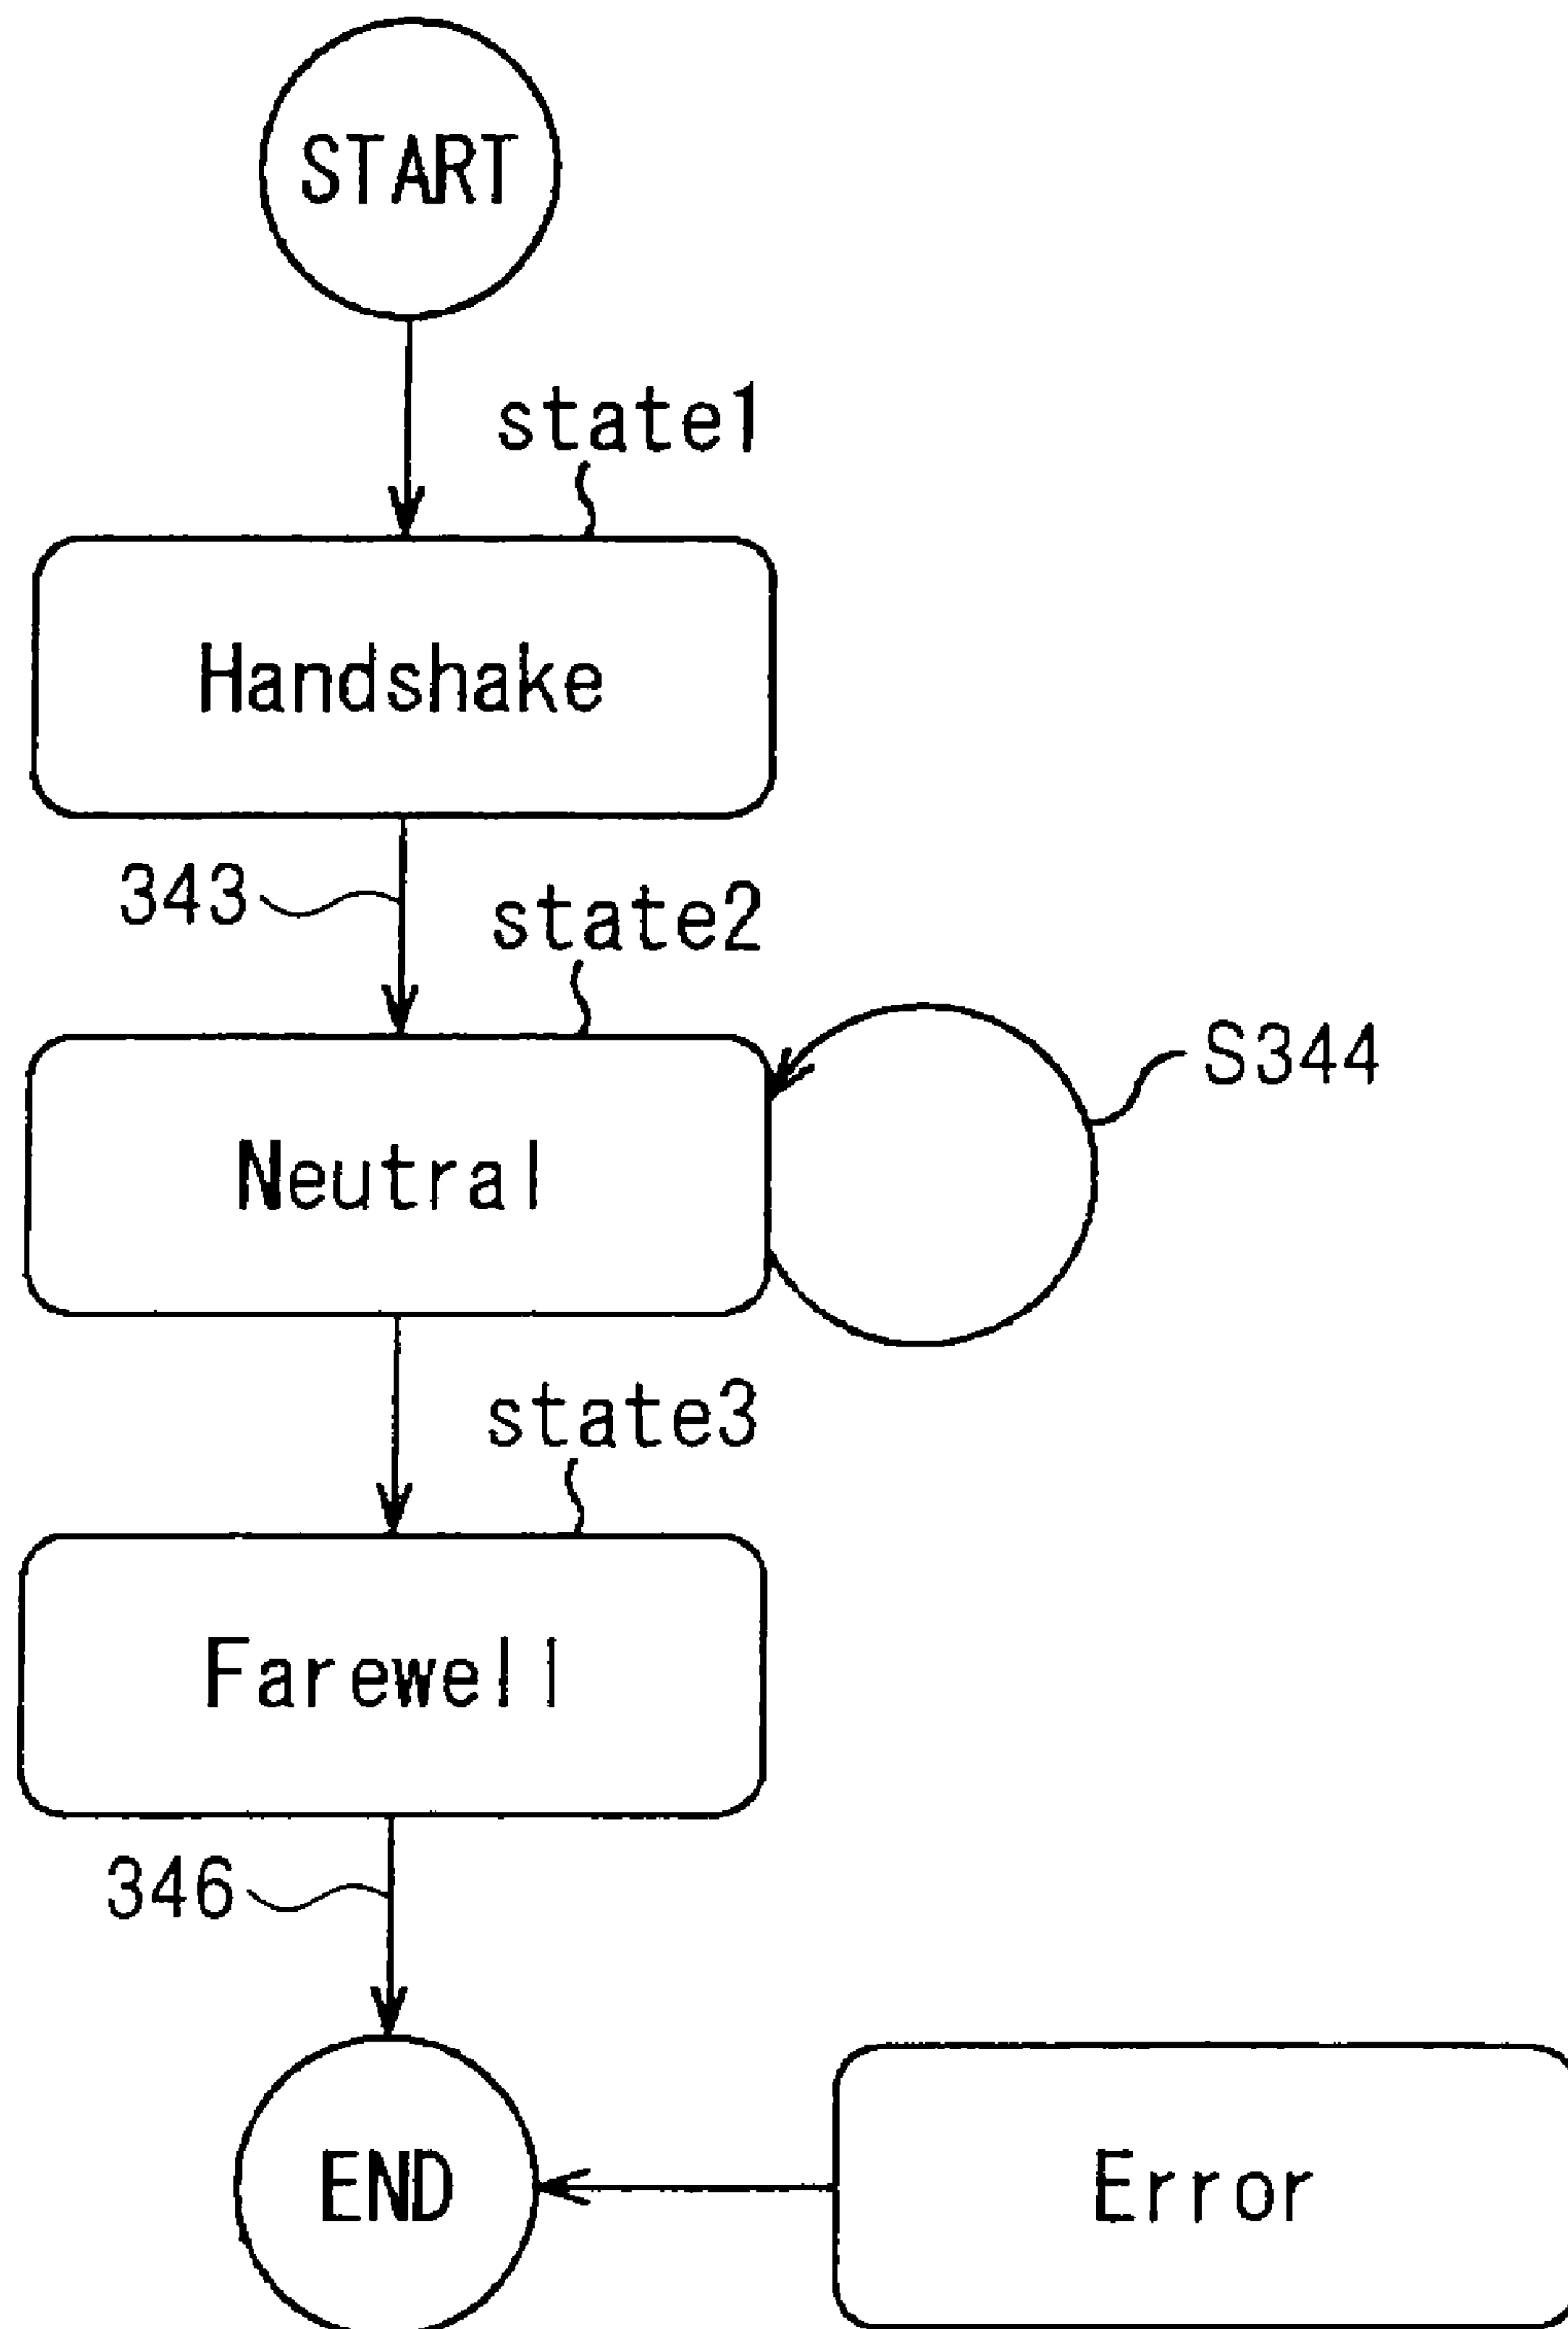 START
state1
Handshake
343
state2
Neutral
S344
state3
Farewell
346
END
Error